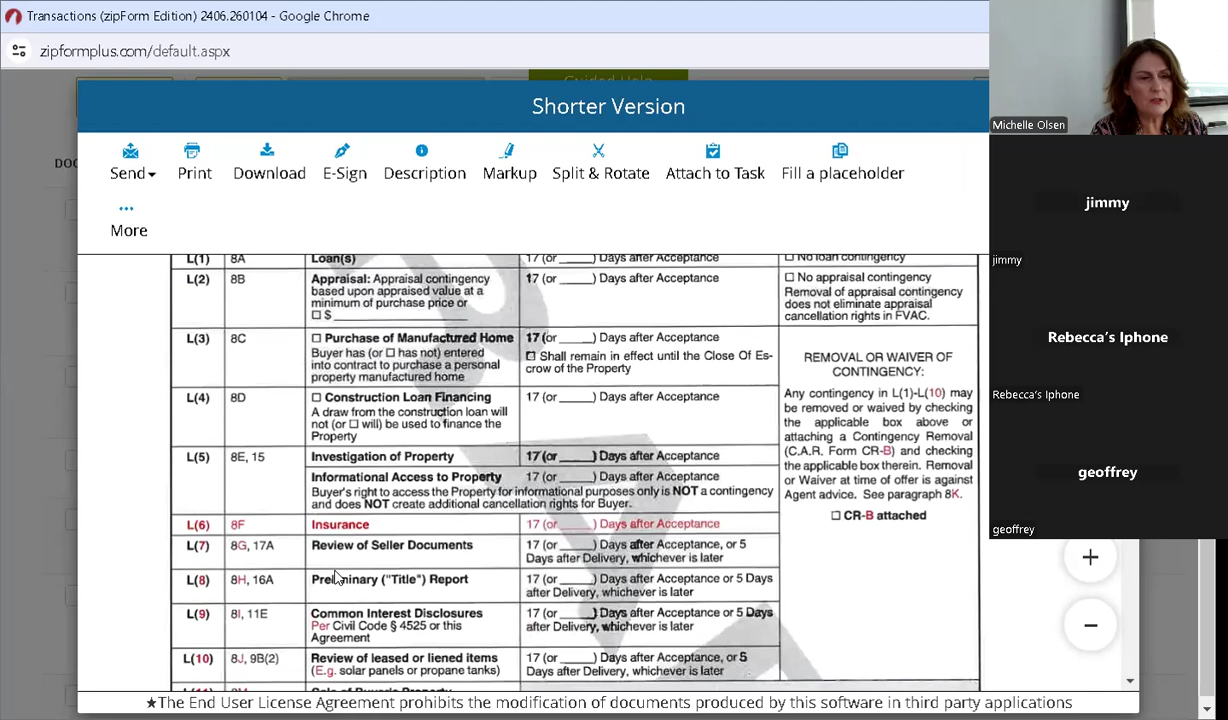 Transactions (zipForm Edition) 2406.260104 - Google Chrome
zipformplus.com/default.aspx
Guided Help
Shorter Version
Send
Print
Download
E-Sign
Description
Markup
Split & Rotate
Attach to Task
Fill a placeholder
More
L(1) 8A Loan(s) 17 (or _____) Days after Acceptance ☐ No loan contingency
L(2) 8B Appraisal: Appraisal contingency 17 (or _____) Days after Acceptance ☐ No appraisal contingency
based upon appraised value at a Removal of appraisal contingency
minimum of purchase price or does not eliminate appraisal
☐ $ cancellation rights in FVAC.
L(3) 8C ☐ Purchase of Manufactured Home 17 (or _____) Days after Acceptance
Buyer has (or ☐ has not) entered ☐ Shall remain in effect until the Close Of Es-
into contract to purchase a personal crow of the Property
property manufactured home
REMOVAL OR WAIVER OF
CONTINGENCY:
Any contingency in L(1)-L(10) may
be removed or waived by checking
the applicable box above or
attaching a Contingency Removal
(C.A.R. Form CR-B) and checking
the applicable box therein. Removal
or Waiver at time of offer is against
Agent advice. See paragraph 8K.
☐ CR-B attached
L(4) 8D ☐ Construction Loan Financing 17 (or _____) Days after Acceptance
A draw from the construction loan will
not (or ☐ will) be used to finance the
Property
L(5) 8E, 15 Investigation of Property 17 (or _____) Days after Acceptance
Informational Access to Property 17 (or _____) Days after Acceptance
Buyer's right to access the Property for informational purposes only is NOT a contingency
and does NOT create additional cancellation rights for Buyer.
L(6) 8F Insurance 17 (or _____) Days after Acceptance
L(7) 8G, 17A Review of Seller Documents 17 (or _____) Days after Acceptance, or 5
Days after Delivery, whichever is later
L(8) 8H, 16A Preliminary ("Title") Report 17 (or _____) Days after Acceptance or 5 Days
after Delivery, whichever is later
L(9) 8I, 11E Common Interest Disclosures 17 (or _____) Days after Acceptance or 5 Days
Per Civil Code § 4525 or this after Delivery, whichever is later
Agreement
L(10) 8J, 9B(2) Review of leased or liened items 17 (or _____) Days after Acceptance, or 5
(E.g. solar panels or propane tanks) Days after Delivery, whichever is later
★The End User License Agreement prohibits the modification of documents produced by this software in third party applications
Michelle Olsen
jimmy
jimmy
Rebecca's Iphone
Rebecca's Iphone
geoffrey
geoffrey